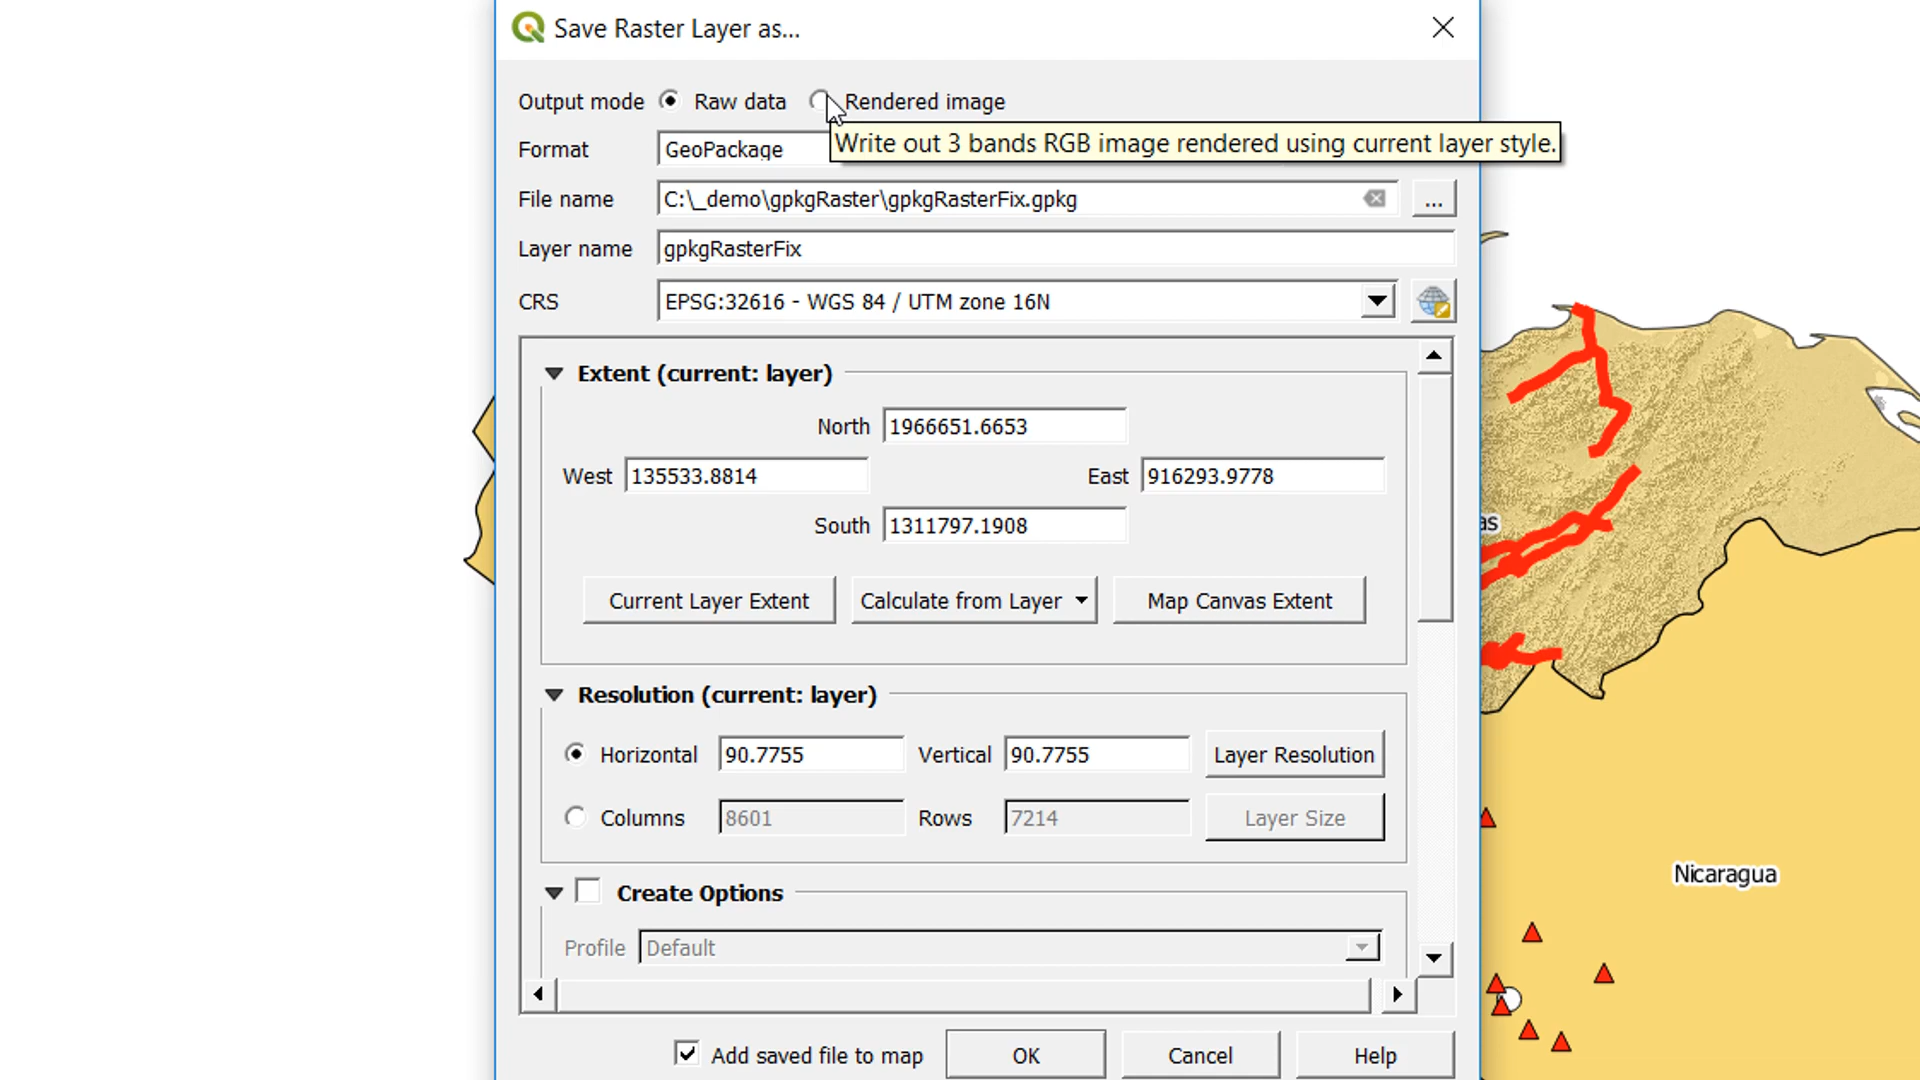 Save Raster Layer as...
Output mode Raw data Rendered image
Write out 3 bands RGB image rendered using current layer style.
Format GeoPackage
File name C:\_demo\gpkgRaster\gpkgRasterFix.gpkg ...
Layer name gpkgRasterFix
CRS EPSG:32616 - WGS 84 / UTM zone 16N
Extent (current: layer)
North 1966651.6653
West 135533.8814 East 916293.9778
South 1311797.1908
as
Current Layer Extent Calculate from Layer Map Canvas Extent
Resolution (current: layer)
Horizontal 90.7755 Vertical 90.7755 Layer Resolution
Columns 8601 Rows 7214 Layer Size
Nicaragua
Create Options
Profile Default
Add saved file to map OK Cancel Help